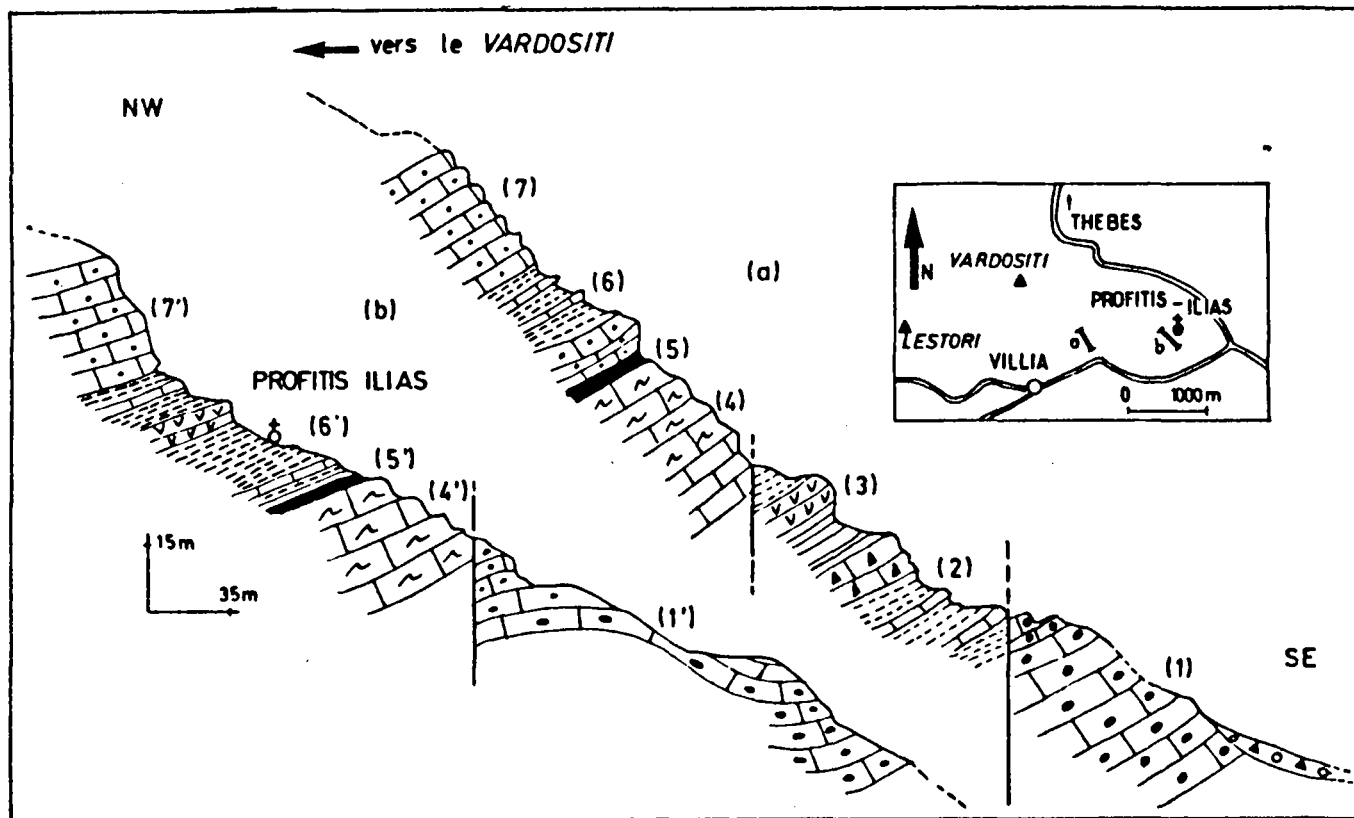 vers le VARDOSITI
NW
(7)
(6)
(a)
(5)
(4)
(3)
(2)
(1)
SE
(7')
(b)
PROFITIS ILIAS
(6')
(5')
(4')
(1')
15m
35m
THEBES
N
VARDOSITI
PROFITIS - ILIAS
LESTORI
a
b
VILLIA
0 1000 m